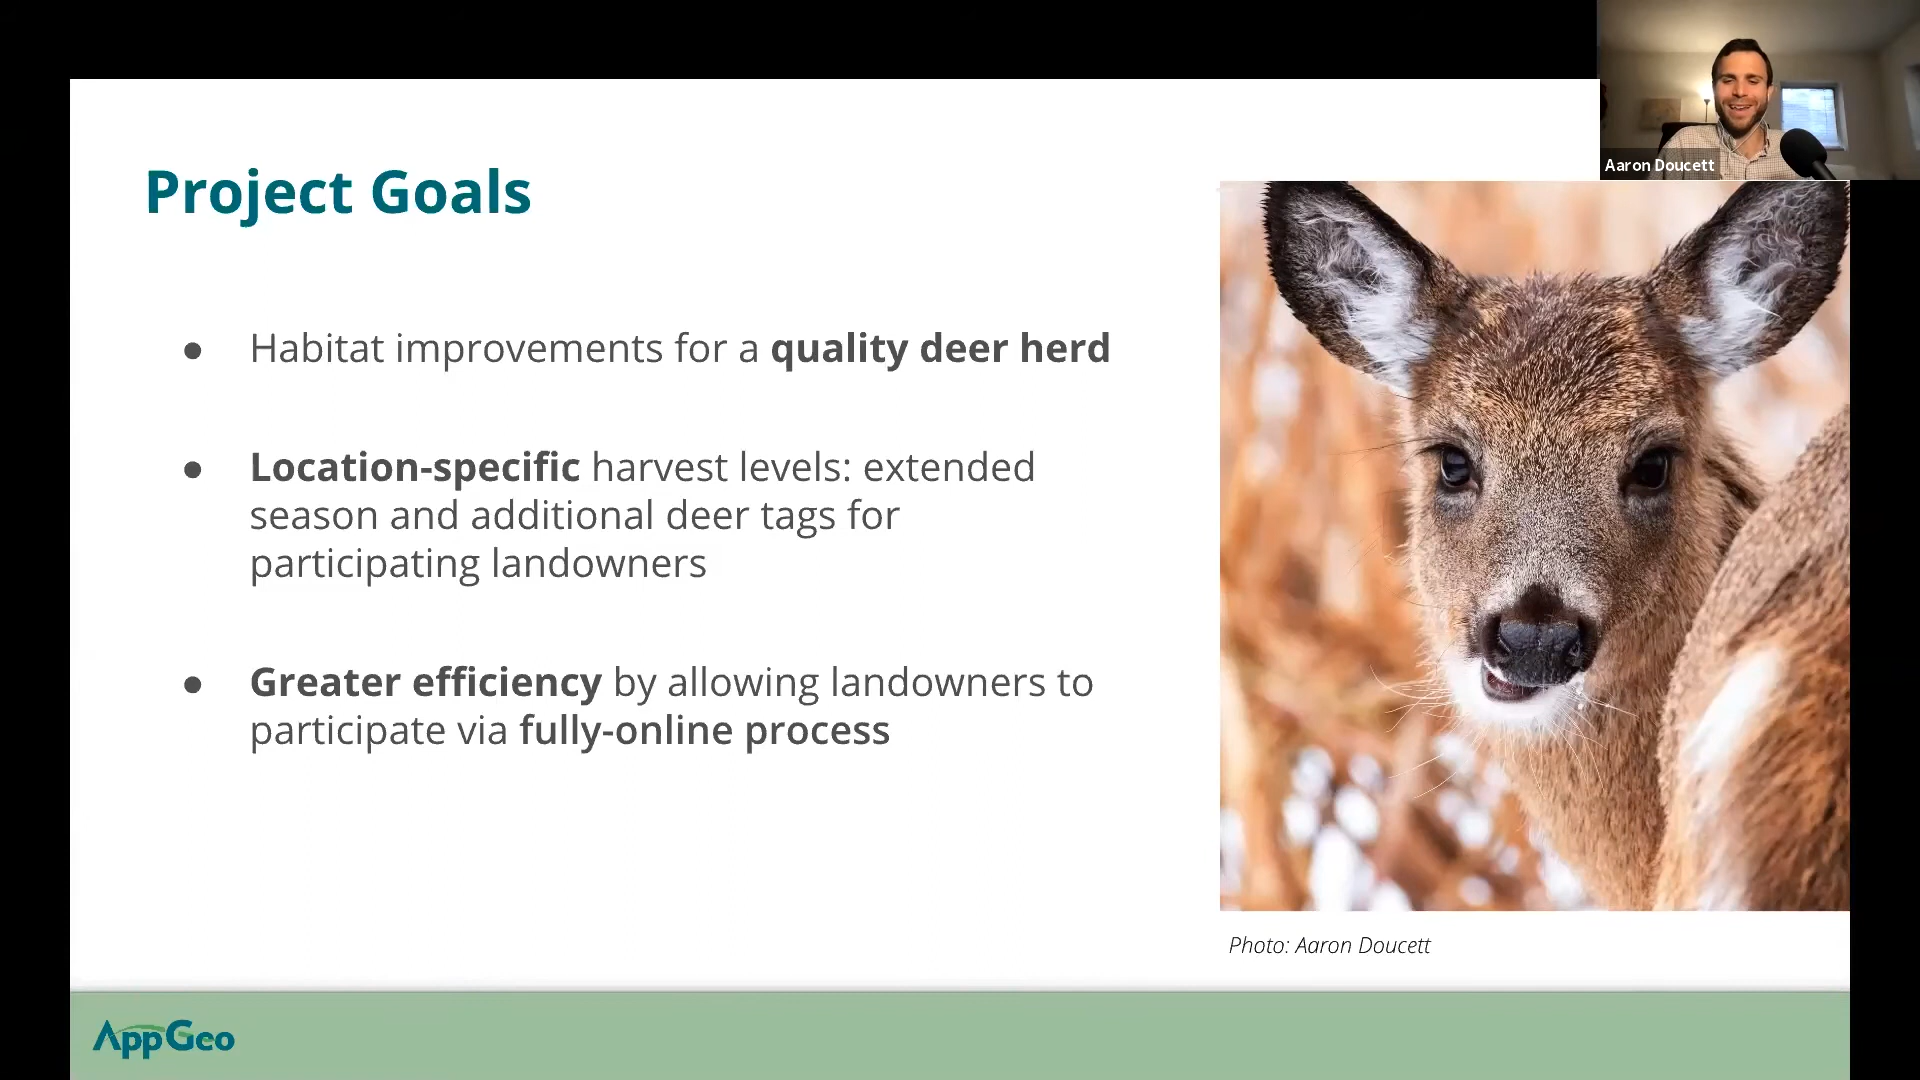 Aaron Doucett
Project Goals
● Habitat improvements for a quality deer herd
● Location-specific harvest levels: extended
season and additional deer tags for
participating landowners
● Greater efficiency by allowing landowners to
participate via fully-online process
Photo: Aaron Doucett
AppGeo